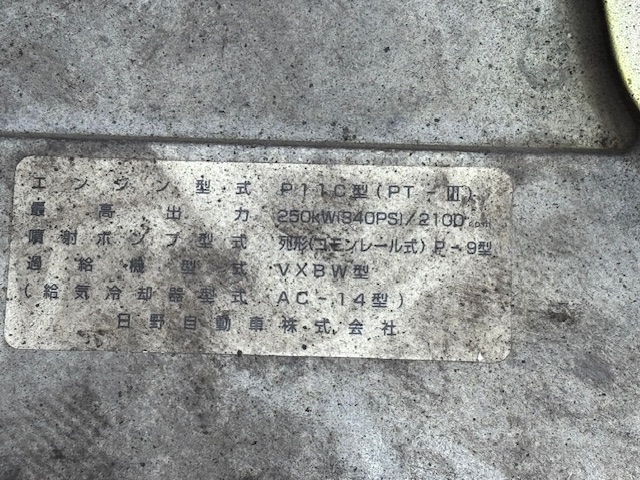 エンジン型式 P11C型(PT-Ⅲ)
最高出力 250kW(340PS)/2100rpm
噴射ポンプ型式 列形(コモンレール式)P-9型
過給機型式 VXBW型
(給気冷却器型式 AC-14型)
日野自動車株式会社